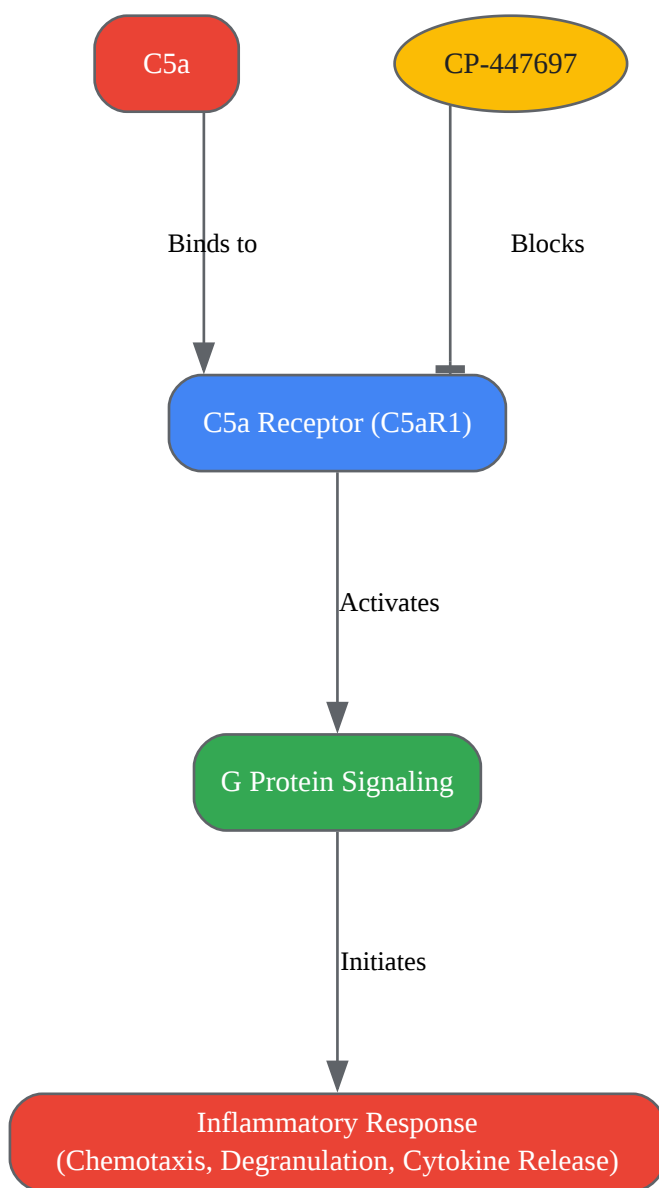 C5a
CP-447697
Binds to
Blocks
C5a Receptor (C5aR1)
Activates
G Protein Signaling
Initiates
Inflammatory Response
(Chemotaxis, Degranulation, Cytokine Release)